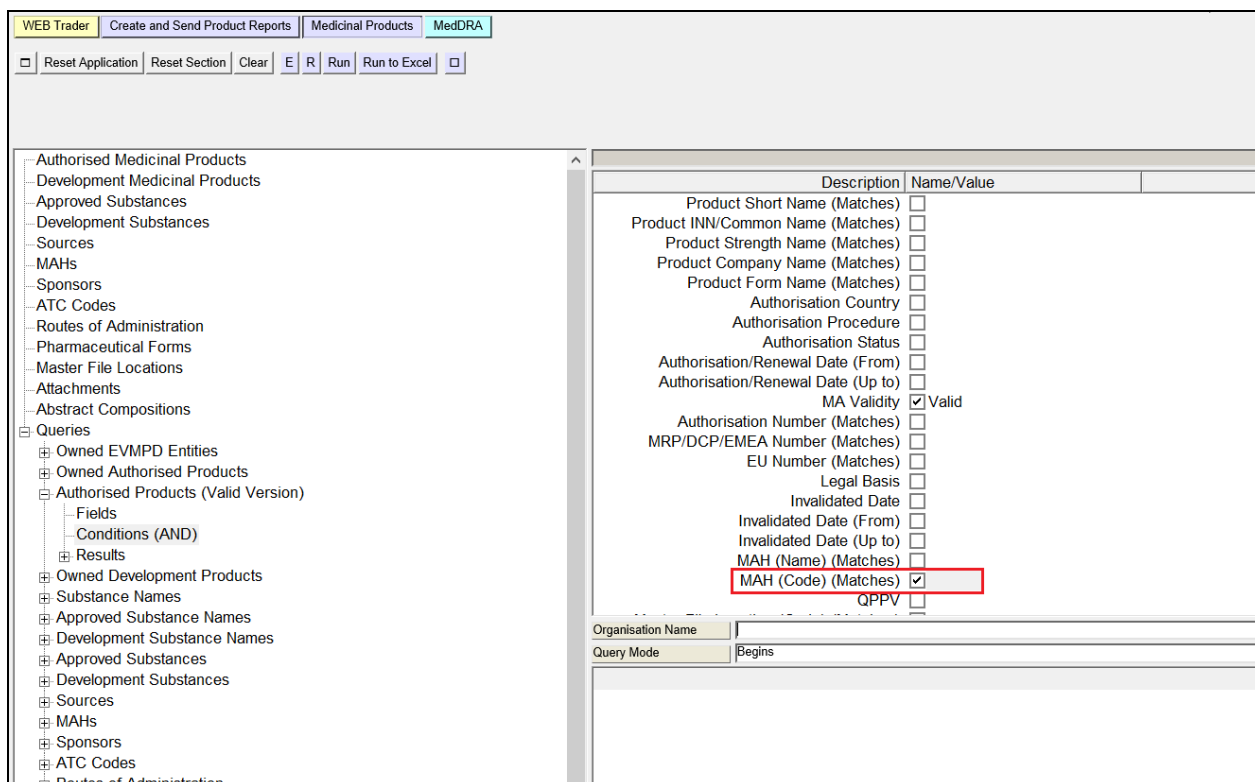 WEB Trader Create and Send Product Reports Medicinal Products MedDRA
Reset Application Reset Section Clear E R Run Run to Excel
Authorised Medicinal Products
Development Medicinal Products
Approved Substances
Development Substances
Sources
MAHs
Sponsors
ATC Codes
Routes of Administration
Pharmaceutical Forms
Master File Locations
Attachments
Abstract Compositions
Queries
Owned EVMPD Entities
Owned Authorised Products
Authorised Products (Valid Version)
Fields
Conditions (AND)
Results
Owned Development Products
Substance Names
Approved Substance Names
Development Substance Names
Approved Substances
Development Substances
Sources
MAHs
Sponsors
ATC Codes
Routes of Administration
Description Name/Value
Product Short Name (Matches)
Product INN/Common Name (Matches)
Product Strength Name (Matches)
Product Company Name (Matches)
Product Form Name (Matches)
Authorisation Country
Authorisation Procedure
Authorisation Status
Authorisation/Renewal Date (From)
Authorisation/Renewal Date (Up to)
MA Validity Valid
Authorisation Number (Matches)
MRP/DCP/EMEA Number (Matches)
EU Number (Matches)
Legal Basis
Invalidated Date
Invalidated Date (From)
Invalidated Date (Up to)
MAH (Name) (Matches)
MAH (Code) (Matches)
QPPV
Organisation Name
Query Mode Begins